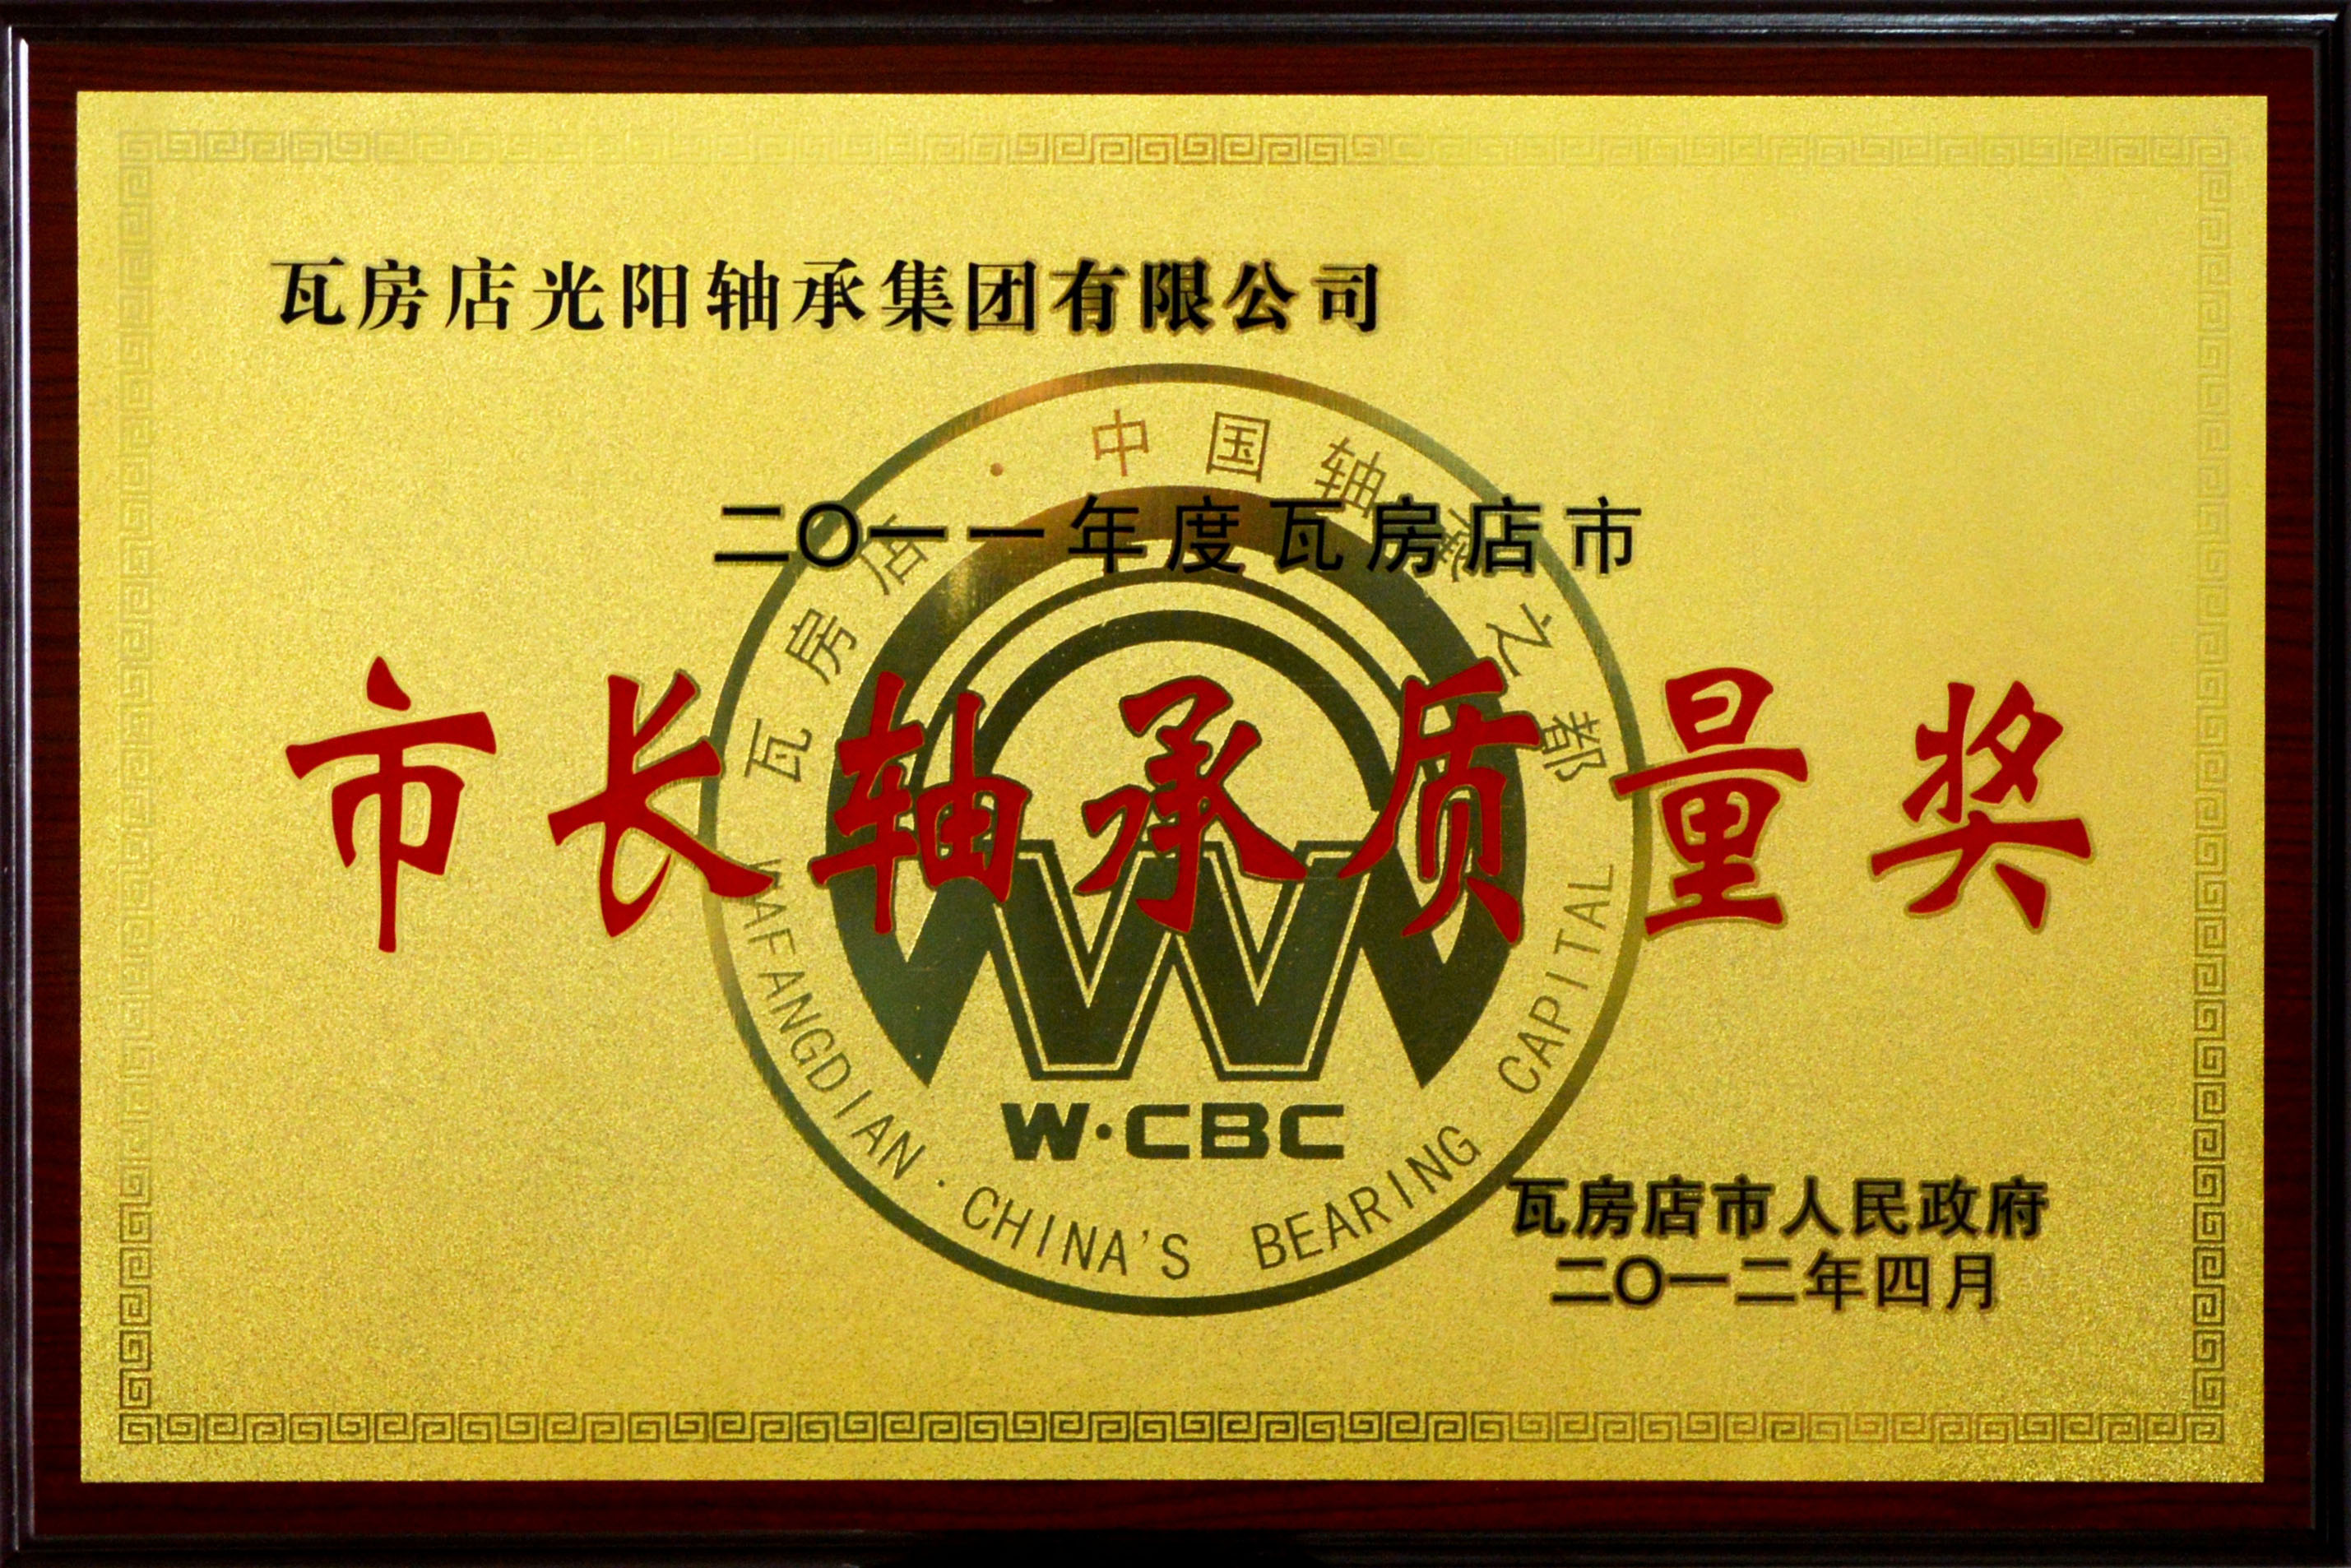 瓦房店光阳轴承集团有限公司
瓦房店·中国轴承之都
二〇一一年度瓦房店市
市长轴承质量奖
W·CBC
WAFANGDIAN·CHINA'S BEARING CAPITAL
瓦房店市人民政府
二〇一二年四月